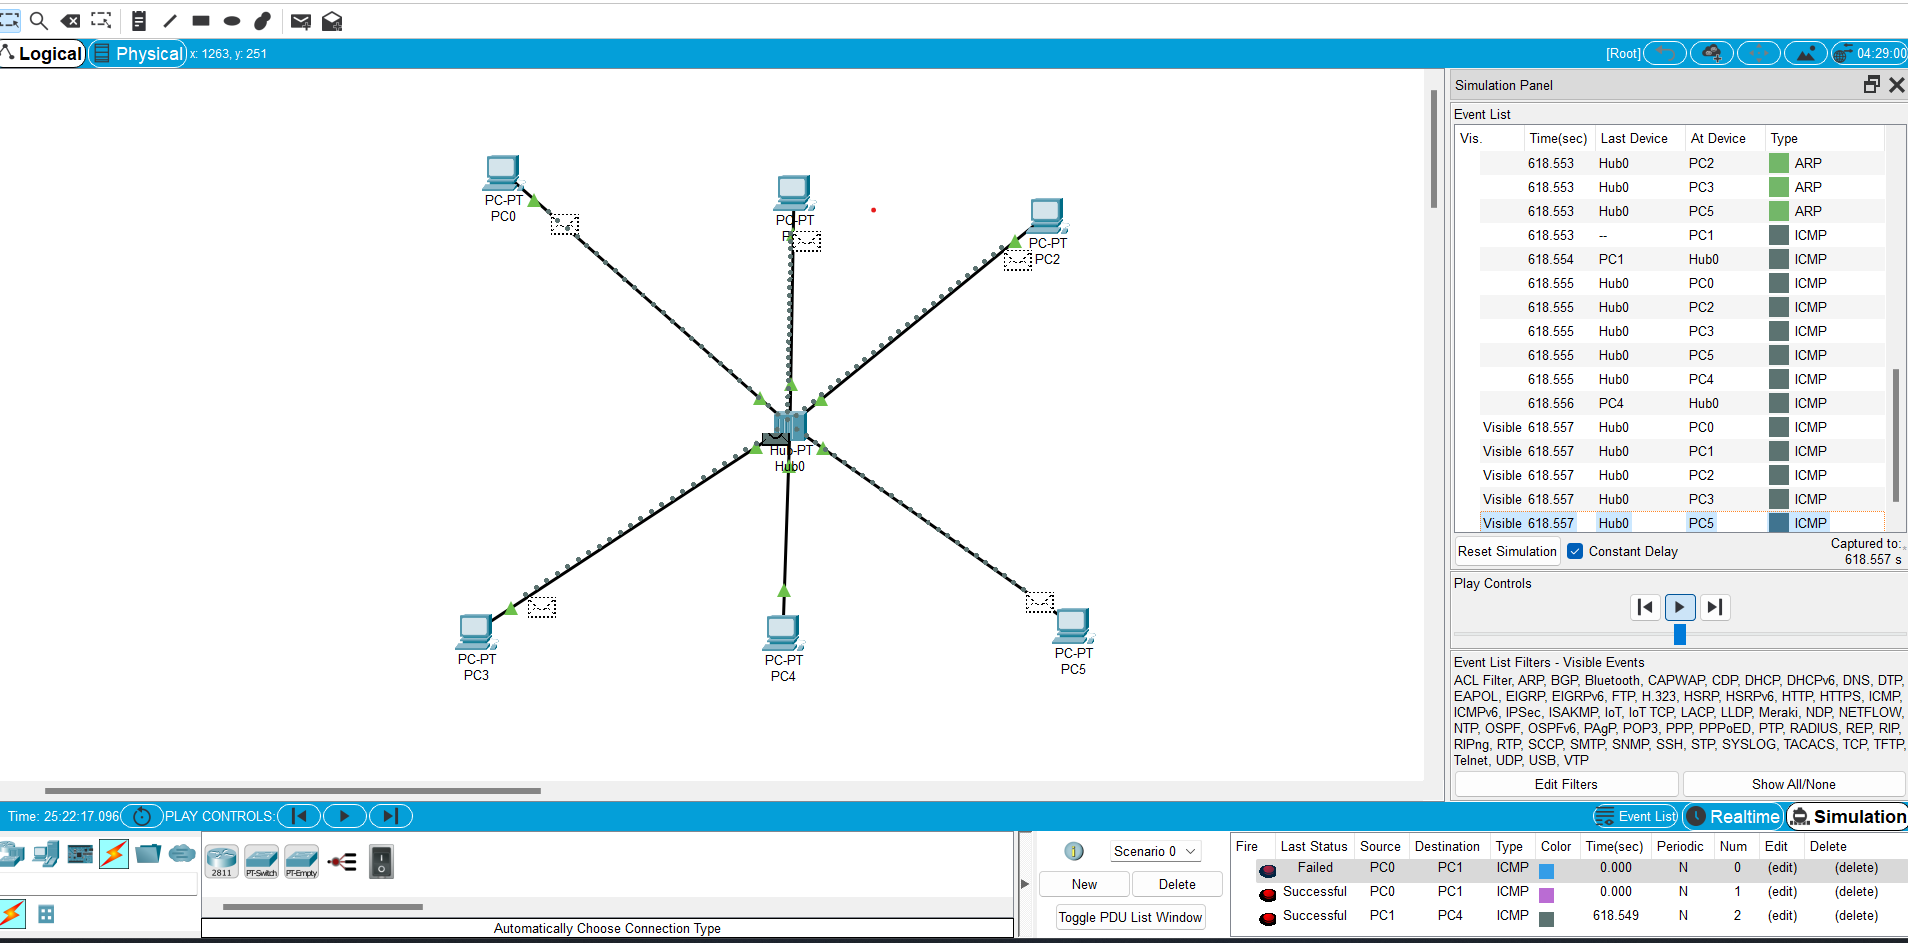 Logical Physical x: 1263, y: 251 [Root] 04:29:00
Simulation Panel
Event List
Vis. Time(sec) Last Device At Device Type
618.553 Hub0 PC2 ARP
618.553 Hub0 PC3 ARP
618.553 Hub0 PC5 ARP
618.553 -- PC1 ICMP
618.554 PC1 Hub0 ICMP
618.555 Hub0 PC0 ICMP
618.555 Hub0 PC2 ICMP
618.555 Hub0 PC3 ICMP
618.555 Hub0 PC5 ICMP
618.555 Hub0 PC4 ICMP
618.556 PC4 Hub0 ICMP
Visible 618.557 Hub0 PC0 ICMP
Visible 618.557 Hub0 PC1 ICMP
Visible 618.557 Hub0 PC2 ICMP
Visible 618.557 Hub0 PC3 ICMP
Visible 618.557 Hub0 PC5 ICMP
Reset Simulation Constant Delay
Captured to:
618.557 s
Play Controls
Event List Filters - Visible Events
ACL Filter, ARP, BGP, Bluetooth, CAPWAP, CDP, DHCP, DHCPv6, DNS, DTP,
EAPOL, EIGRP, EIGRPv6, FTP, H.323, HSRP, HSRPv6, HTTP, HTTPS, ICMP,
ICMPv6, IPSec, ISAKMP, IoT, IoT TCP, LACP, LLDP, Meraki, NDP, NETFLOW,
NTP, OSPF, OSPFv6, PAgP, POP3, PPP, PPPoED, PTP, RADIUS, REP, RIP,
RIPng, RTP, SCCP, SMTP, SNMP, SSH, STP, SYSLOG, TACACS, TCP, TFTP,
Telnet, UDP, USB, VTP
Edit Filters Show All/None
PC-PT
PC0
PC-PT
PC-PT
PC2
Hub-PT
Hub0
PC-PT
PC3
PC-PT
PC4
PC-PT
PC5
Time: 25:22:17.096 PLAY CONTROLS: Event List Realtime Simulation
2811 PT-Switch PT-Empty
Automatically Choose Connection Type
Scenario 0
New Delete
Toggle PDU List Window
Fire Last Status Source Destination Type Color Time(sec) Periodic Num Edit Delete
Failed PC0 PC1 ICMP 0.000 N 0 (edit) (delete)
Successful PC0 PC1 ICMP 0.000 N 1 (edit) (delete)
Successful PC1 PC4 ICMP 618.549 N 2 (edit) (delete)